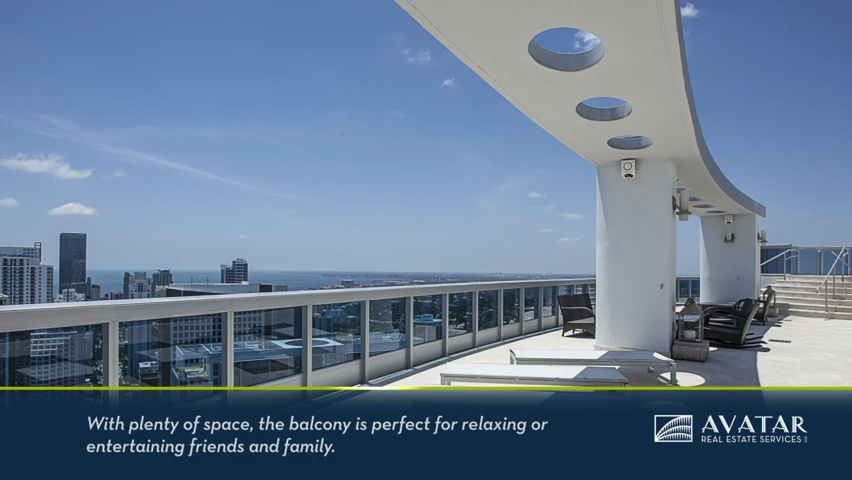 With plenty of space, the balcony is perfect for relaxing or
entertaining friends and family.
AVATAR
REAL ESTATE SERVICES